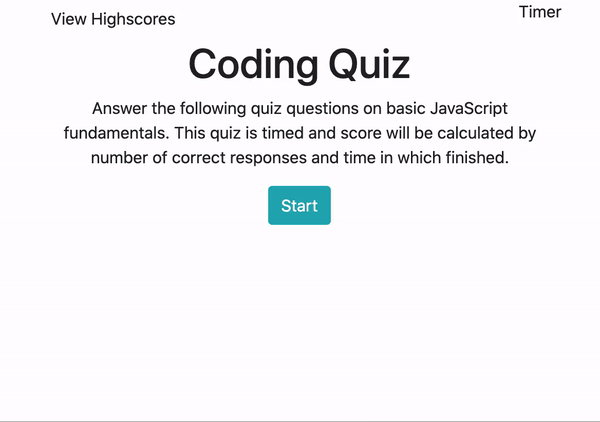 View Highscores
Timer
Coding Quiz
Answer the following quiz questions on basic JavaScript
fundamentals. This quiz is timed and score will be calculated by
number of correct responses and time in which finished.
Start